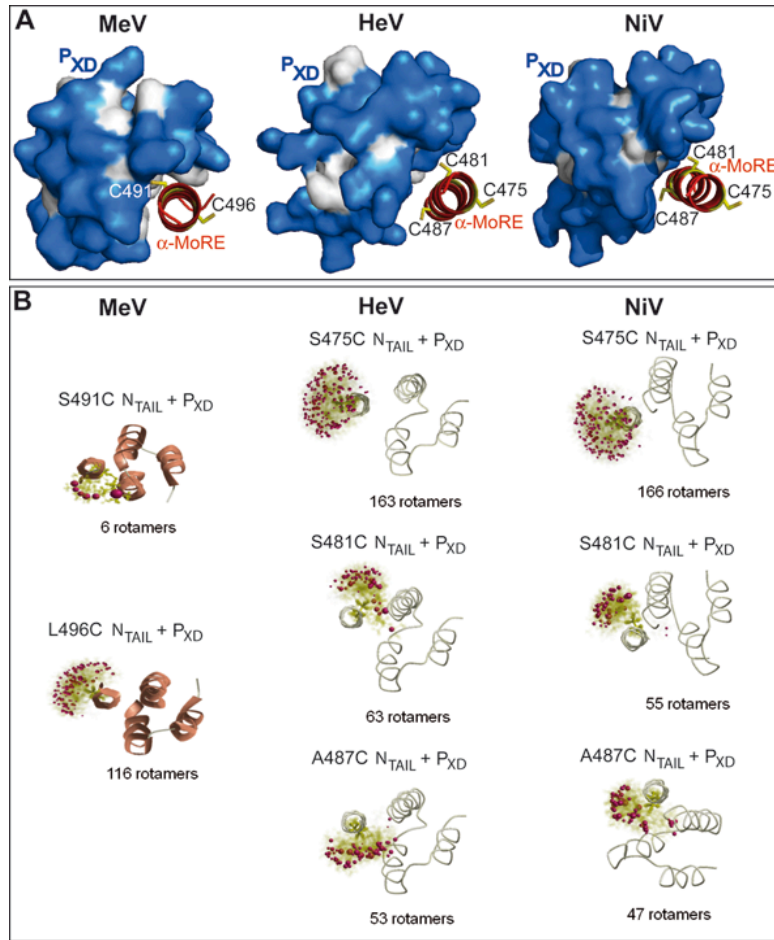 A
MeV
HeV
NiV
PXD
C491
C496
α-MoRE
PXD
C481
C475
C487
α-MoRE
PXD
C481
α-MoRE
C475
C487
B
MeV
HeV
NiV
S491C NTAIL + PXD
6 rotamers
L496C NTAIL + PXD
116 rotamers
S475C NTAIL + PXD
163 rotamers
S481C NTAIL + PXD
63 rotamers
A487C NTAIL + PXD
53 rotamers
S475C NTAIL + PXD
166 rotamers
S481C NTAIL + PXD
55 rotamers
A487C NTAIL + PXD
47 rotamers